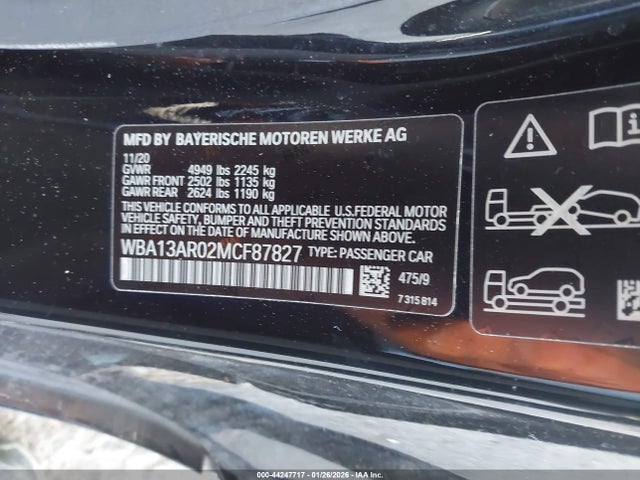 MFD BY BAYERISCHE MOTOREN WERKE AG
11/20
GVWR 4949 lbs 2245 kg
GAWR FRONT 2502 lbs 1135 kg
GAWR REAR 2624 lbs 1190 kg
THIS VEHICLE CONFORMS TO ALL APPLICABLE U.S.FEDERAL MOTOR
VEHICLE SAFETY, BUMPER, AND THEFT PREVENTION
STANDARDS IN EFFECT ON THE DATE OF MANUFACTURE SHOWN ABOVE.
WBA13AR02MCF87827 TYPE: PASSENGER CAR
475/9
7315814
000-44247717 | 01/26/2026 | IAA Inc.